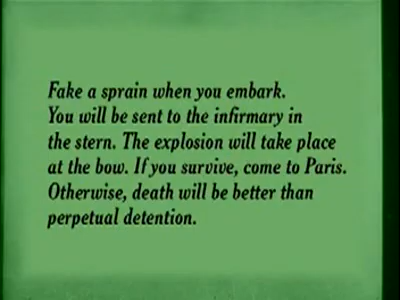 Fake a sprain when you embark.
You will be sent to the infirmary in
the stern. The explosion will take place
at the bow. If you survive, come to Paris.
Otherwise, death will be better than
perpetual detention.